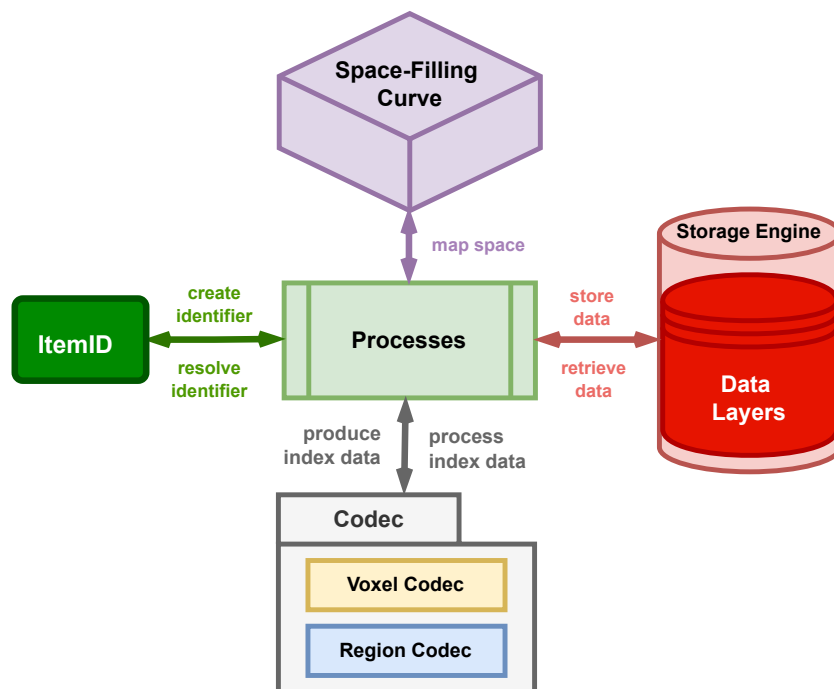 Space-Filling
Curve
map space
Storage Engine
create
identifier
store
data
ItemID
Processes
resolve
identifier
retrieve
data
Data
Layers
produce
index data
process
index data
Codec
Voxel Codec
Region Codec